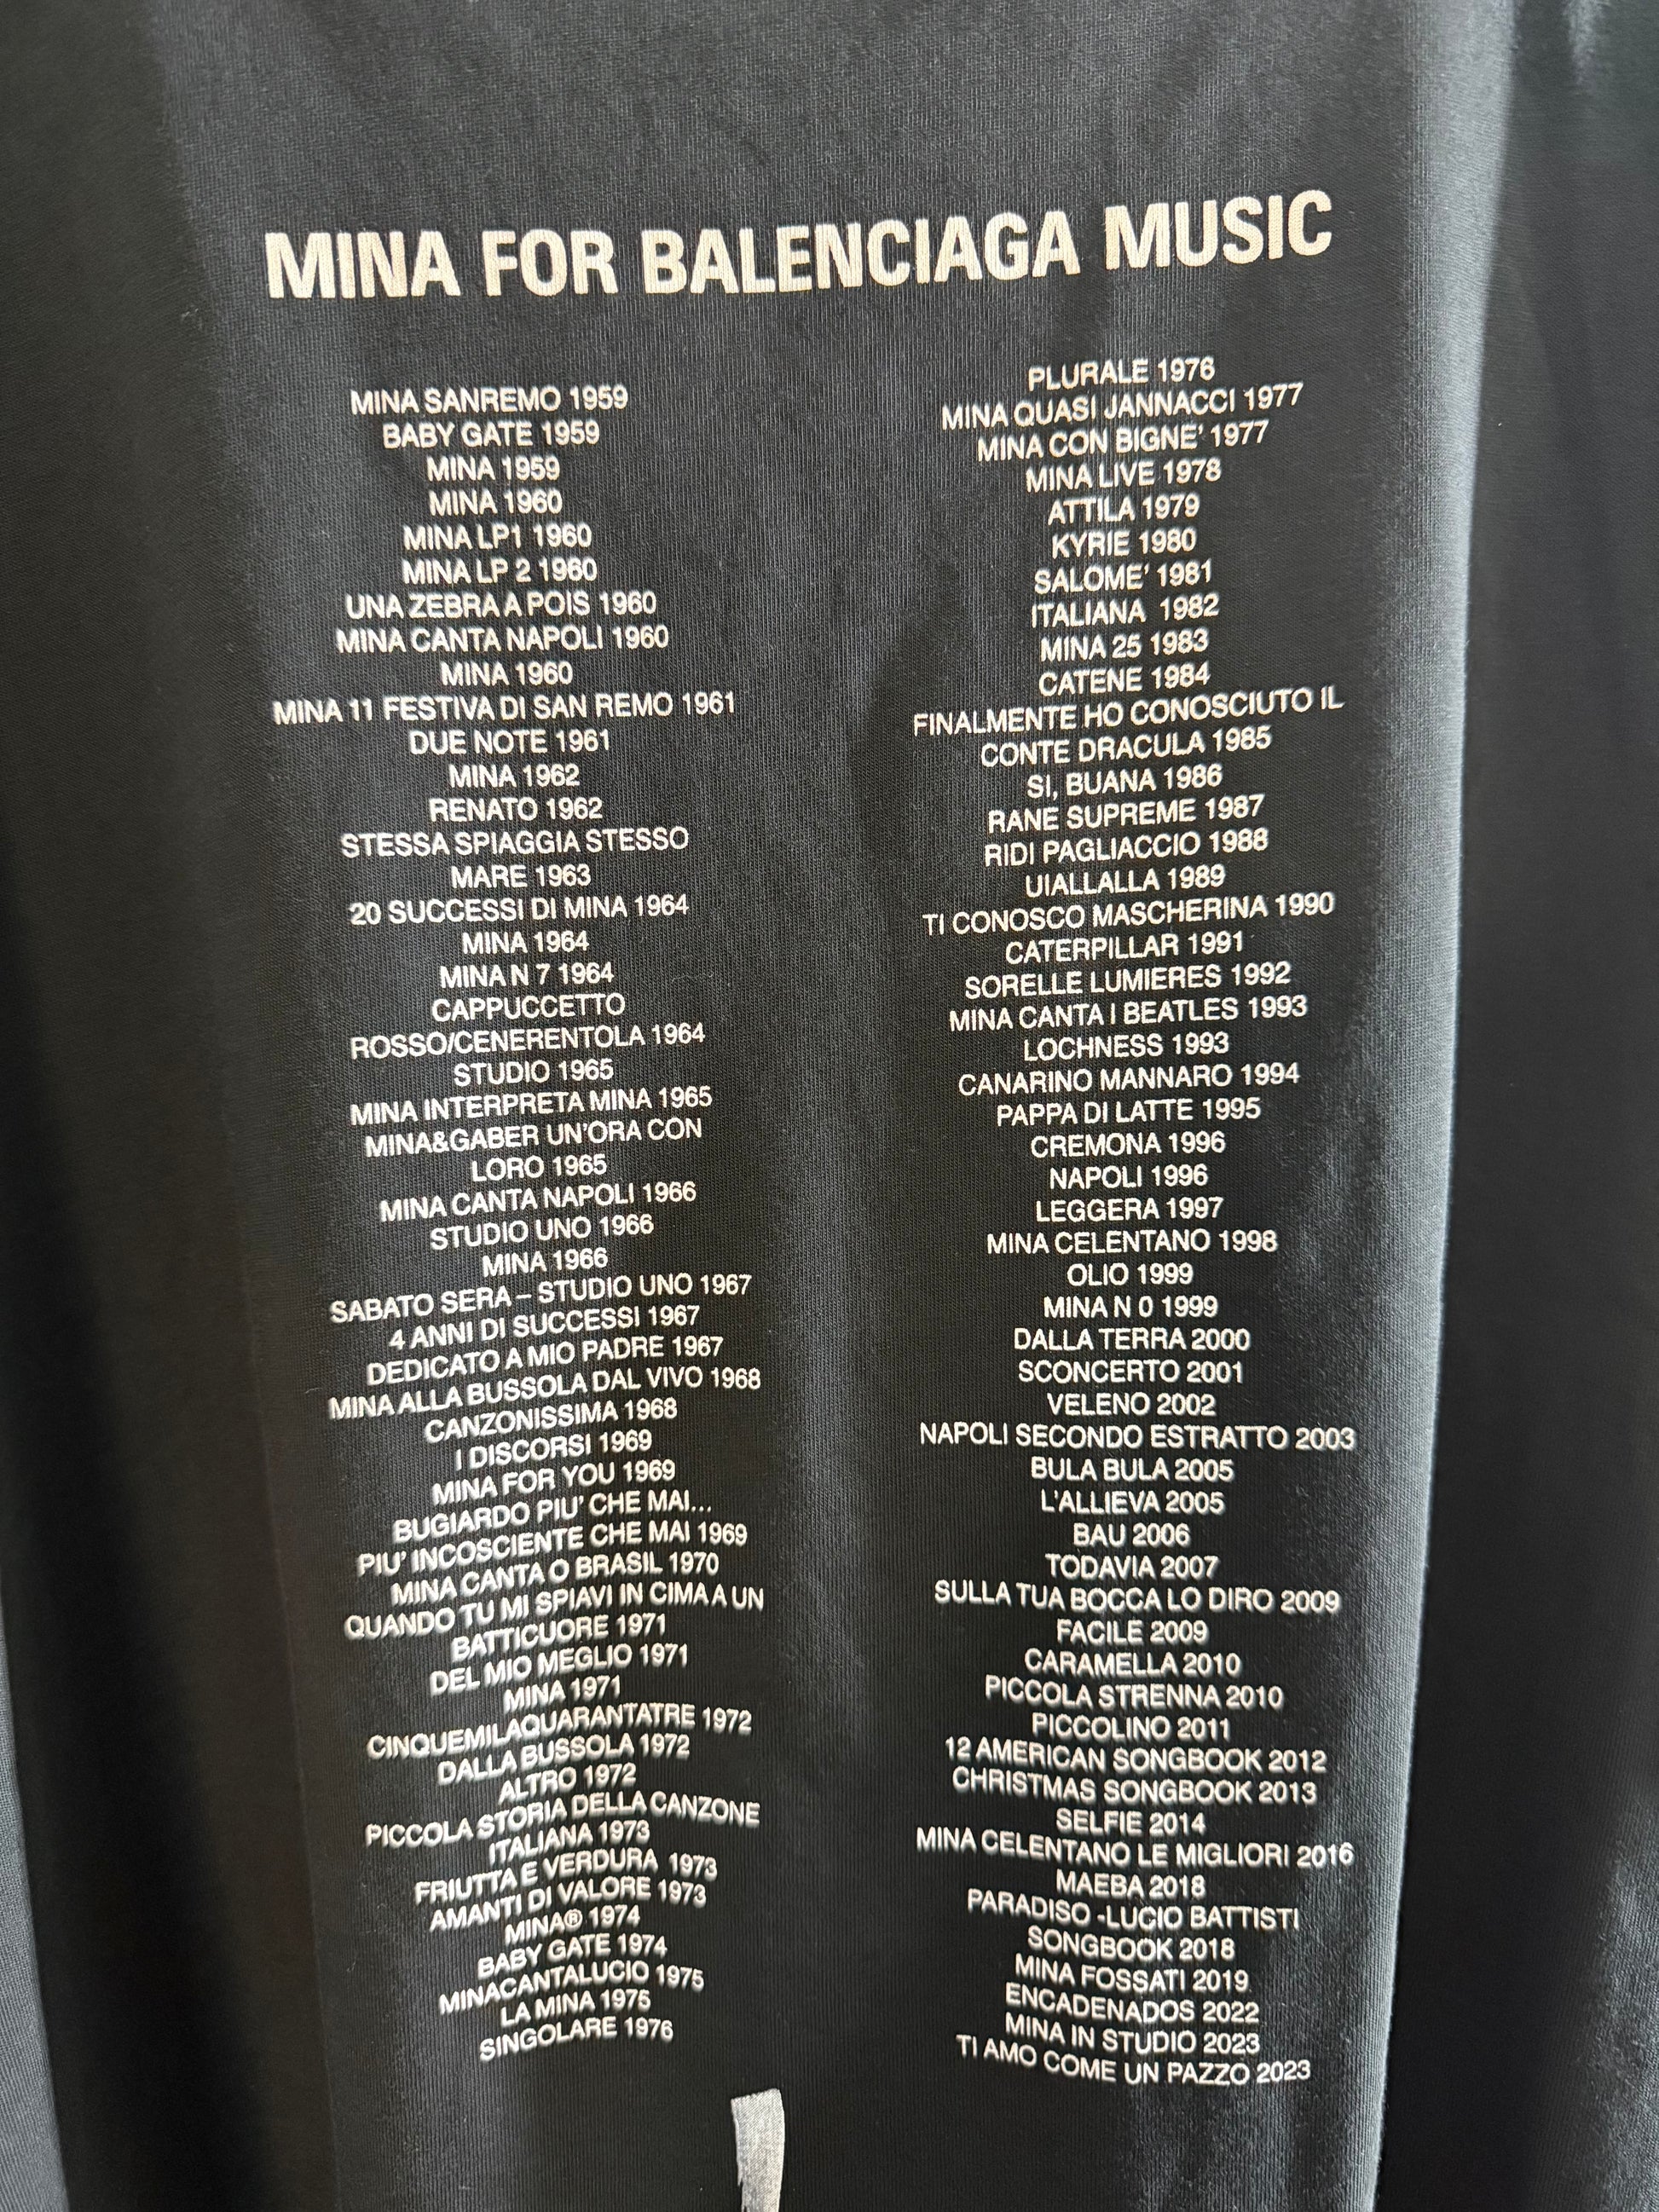 MINA FOR BALENCIAGA MUSIC
MINA SANREMO 1959
BABY GATE 1959
MINA 1959
MINA 1960
MINA LP1 1960
MINA LP 2 1960
UNA ZEBRA A POIS 1960
MINA CANTA NAPOLI 1960
MINA 1960
MINA 11 FESTIVA DI SAN REMO 1961
DUE NOTE 1961
MINA 1962
RENATO 1962
STESSA SPIAGGIA STESSO
MARE 1963
20 SUCCESSI DI MINA 1964
MINA 1964
MINA N 7 1964
CAPPUCCETTO
ROSSO/CENERENTOLA 1964
STUDIO 1965
MINA INTERPRETA MINA 1965
MINA&GABER UN'ORA CON
LORO 1965
MINA CANTA NAPOLI 1966
STUDIO UNO 1966
MINA 1966
SABATO SERA – STUDIO UNO 1967
4 ANNI DI SUCCESSI 1967
DEDICATO A MIO PADRE 1967
MINA ALLA BUSSOLA DAL VIVO 1968
CANZONISSIMA 1968
I DISCORSI 1969
MINA FOR YOU 1969
BUGIARDO PIU' CHE MAI...
PIU' INCOSCIENTE CHE MAI 1969
MINA CANTA O BRASIL 1970
QUANDO TU MI SPIAVI IN CIMA A UN
BATTICUORE 1971
DEL MIO MEGLIO 1971
MINA 1971
CINQUEMILAQUARANTATRE 1972
DALLA BUSSOLA 1972
ALTRO 1972
PICCOLA STORIA DELLA CANZONE
ITALIANA 1973
FRIUTTA E VERDURA 1973
AMANTI DI VALORE 1973
MINA® 1974
BABY GATE 1974
MINACANTALUCIO 1975
LA MINA 1975
SINGOLARE 1976
PLURALE 1976
MINA QUASI JANNACCI 1977
MINA CON BIGNE' 1977
MINA LIVE 1978
ATTILA 1979
KYRIE 1980
SALOME' 1981
ITALIANA 1982
MINA 25 1983
CATENE 1984
FINALMENTE HO CONOSCIUTO IL
CONTE DRACULA 1985
SI, BUANA 1986
RANE SUPREME 1987
RIDI PAGLIACCIO 1988
UIALLALLA 1989
TI CONOSCO MASCHERINA 1990
CATERPILLAR 1991
SORELLE LUMIERES 1992
MINA CANTA I BEATLES 1993
LOCHNESS 1993
CANARINO MANNARO 1994
PAPPA DI LATTE 1995
CREMONA 1996
NAPOLI 1996
LEGGERA 1997
MINA CELENTANO 1998
OLIO 1999
MINA N 0 1999
DALLA TERRA 2000
SCONCERTO 2001
VELENO 2002
NAPOLI SECONDO ESTRATTO 2003
BULA BULA 2005
L'ALLIEVA 2005
BAU 2006
TODAVIA 2007
SULLA TUA BOCCA LO DIRO 2009
FACILE 2009
CARAMELLA 2010
PICCOLA STRENNA 2010
PICCOLINO 2011
12 AMERICAN SONGBOOK 2012
CHRISTMAS SONGBOOK 2013
SELFIE 2014
MINA CELENTANO LE MIGLIORI 2016
MAEBA 2018
PARADISO -LUCIO BATTISTI
SONGBOOK 2018
MINA FOSSATI 2019
ENCADENADOS 2022
MINA IN STUDIO 2023
TI AMO COME UN PAZZO 2023